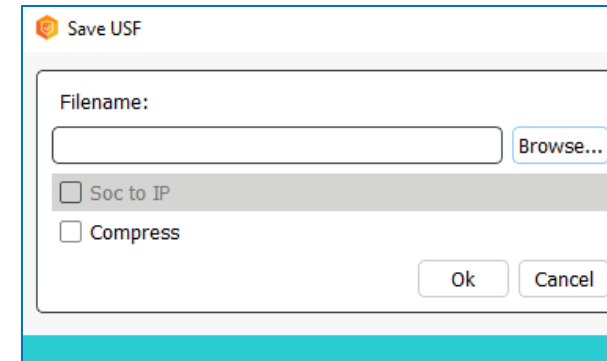 Save USF
Filename:
Browse...
Soc to IP
Compress
Ok Cancel